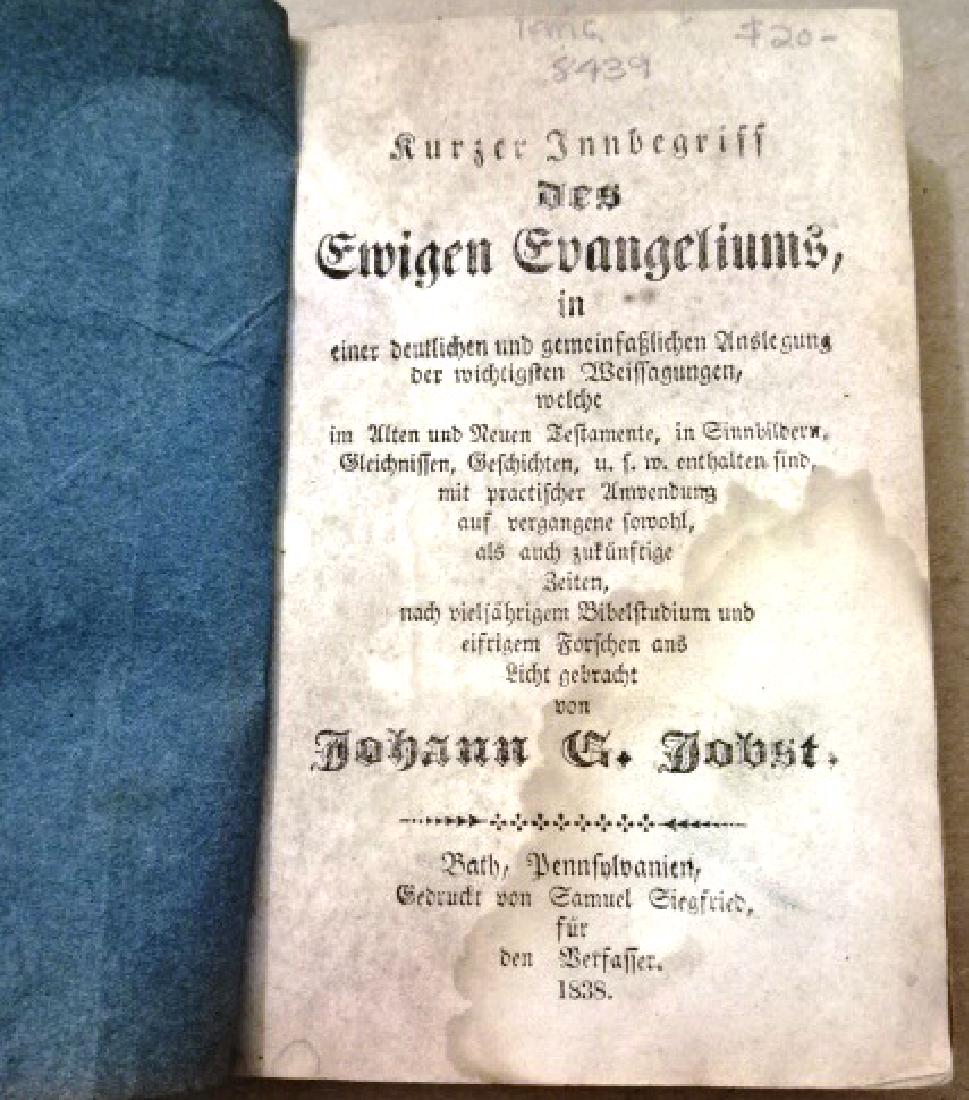 $20-
8439
Kurzer Innbegriff
des
Ewigen Evangeliums,
in
einer deutlichen und gemeinfaßlichen Auslegung
der wichtigsten Weissagungen,
welche
im Alten und Neuen Testamente, in Sinnbildern,
Gleichnissen, Geschichten, u. s. w. enthalten sind,
mit practischer Anwendung
auf vergangene sowohl,
als auch zukünftige
Zeiten,
nach vieljährigem Bibelstudium und
eifrigem Forschen ans
Licht gebracht
von
Johann G. Jobst.
Bath, Pennsylvanien,
Gedruckt von Samuel Siegfried,
für
den Verfasser.
1838.